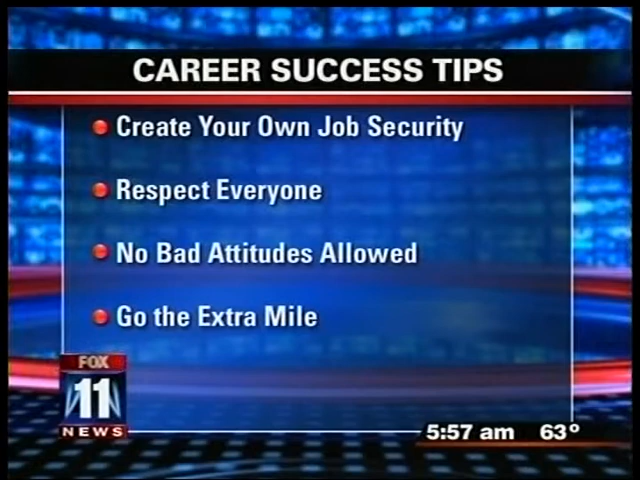 CAREER SUCCESS TIPS
Create Your Own Job Security
Respect Everyone
No Bad Attitudes Allowed
Go the Extra Mile
FOX
11
NEWS
5:57 am 63°